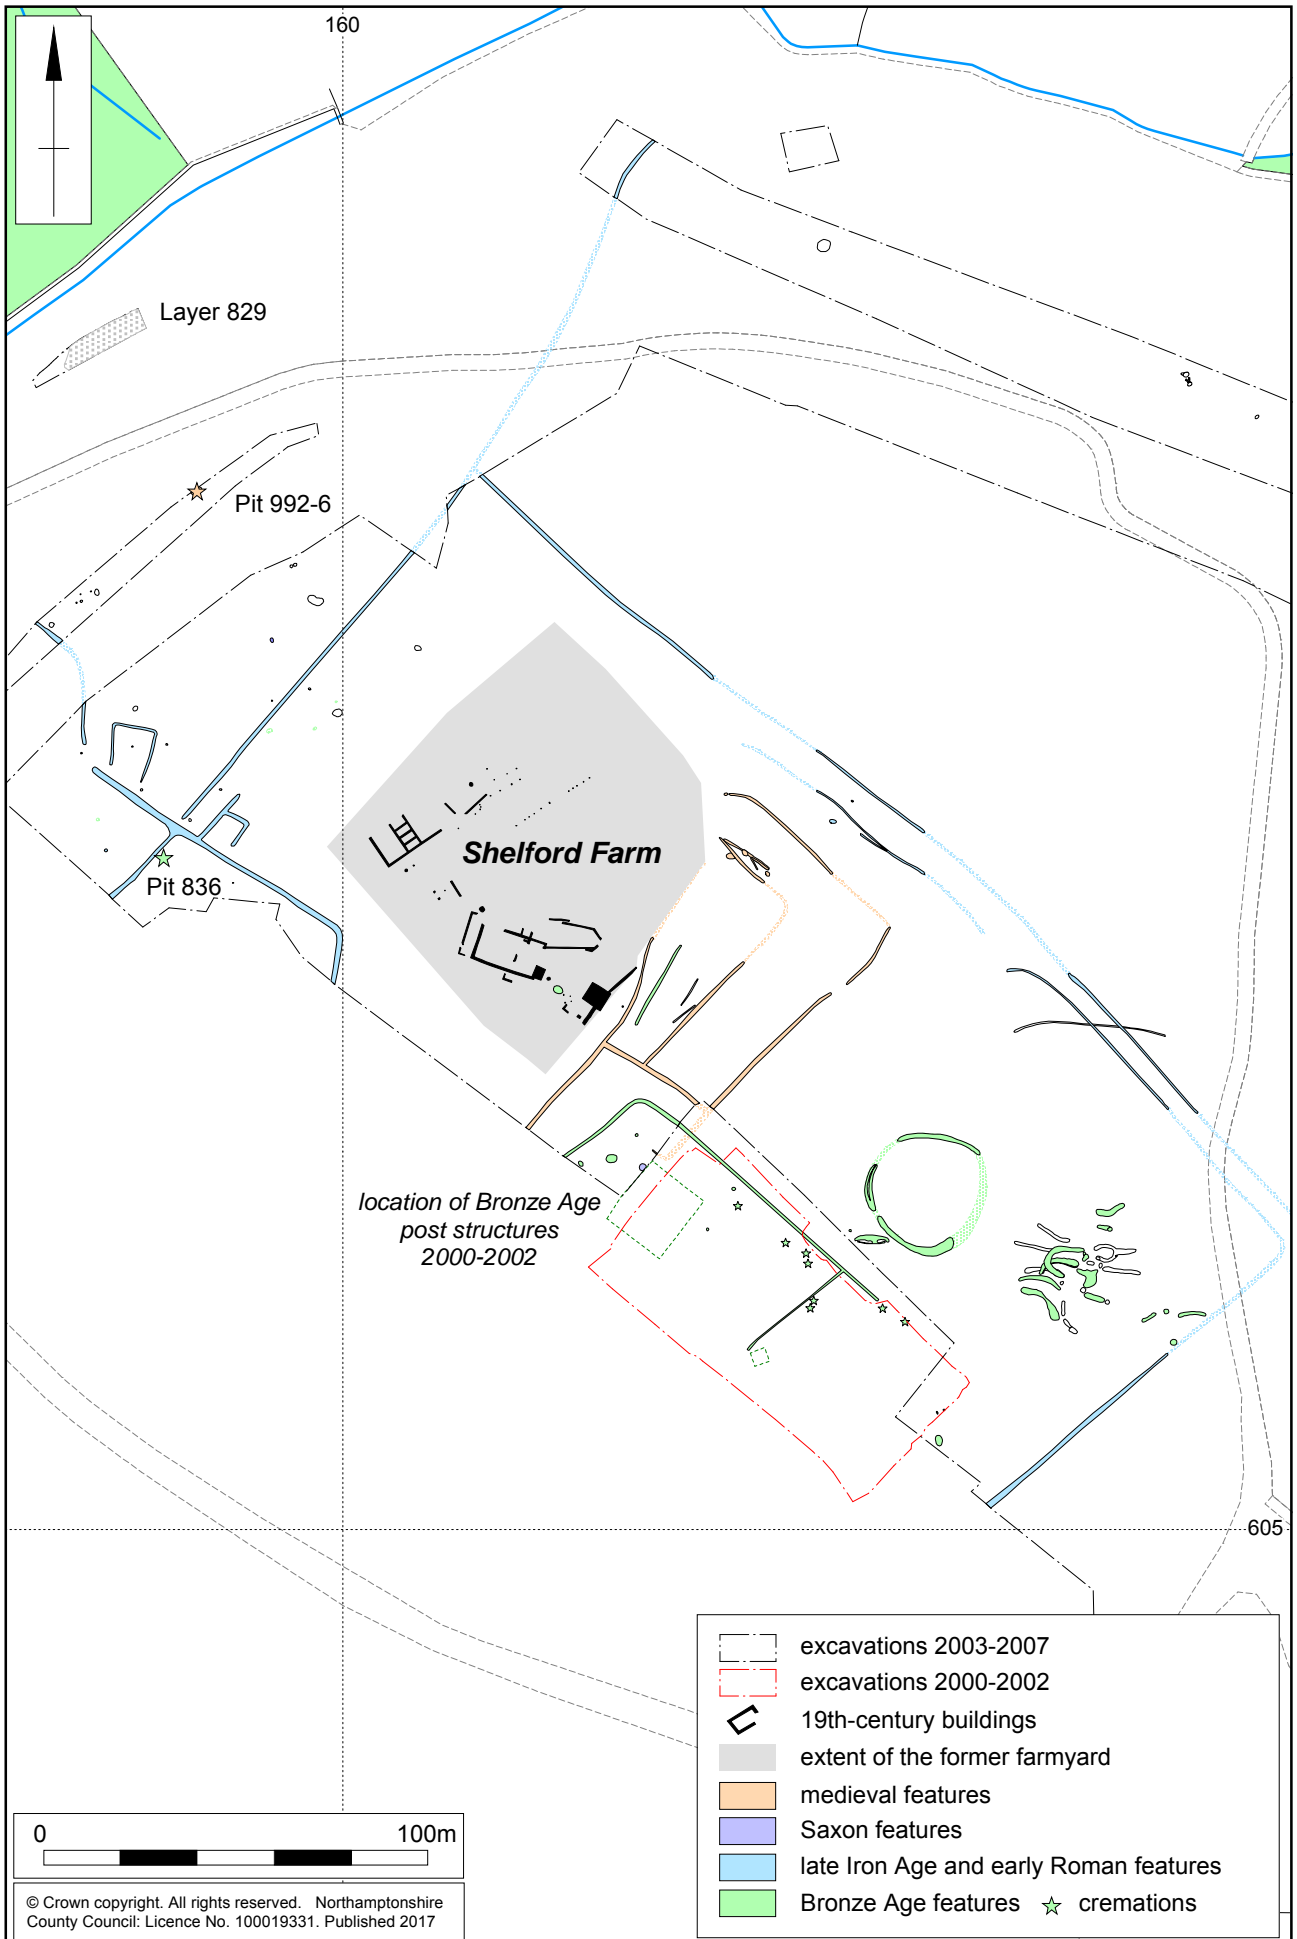 160
Layer 829
Pit 992-6
Shelford Farm
Pit 836
location of Bronze Age
post structures
2000-2002
605
excavations 2003-2007
excavations 2000-2002
19th-century buildings
extent of the former farmyard
medieval features
Saxon features
late Iron Age and early Roman features
Bronze Age features cremations
0 100m
© Crown copyright. All rights reserved. Northamptonshire
County Council: Licence No. 100019331. Published 2017